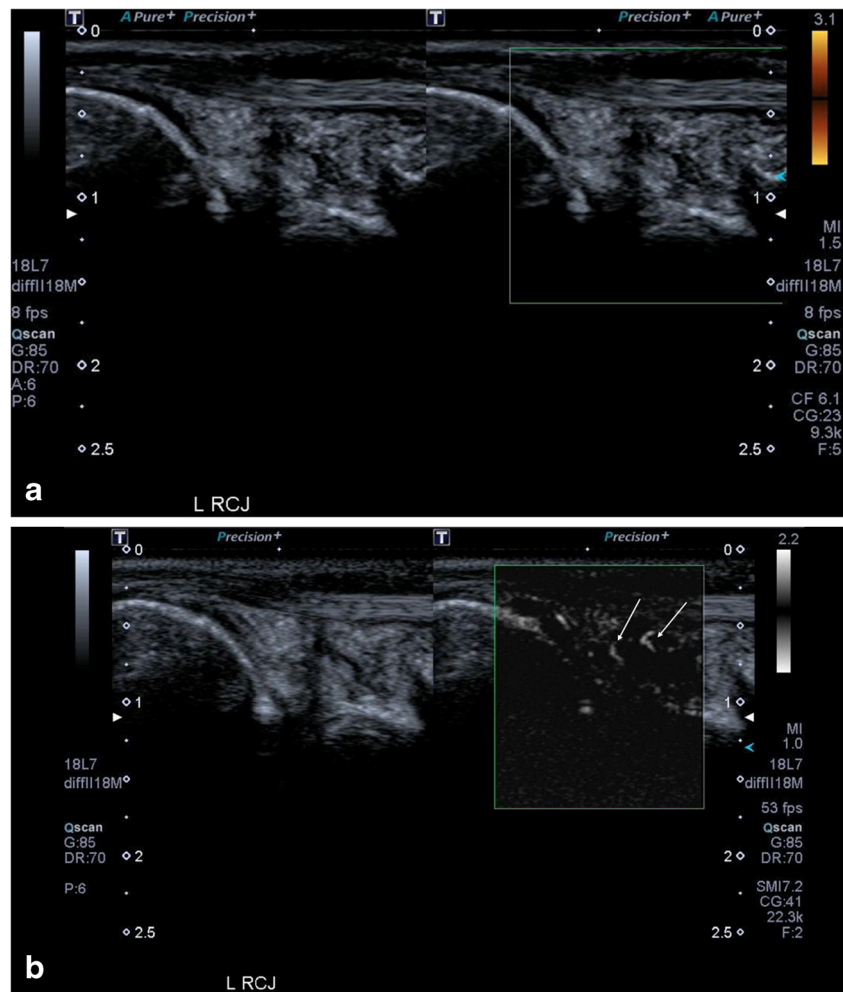 T A Pure+ Precision+ T Precision+ A Pure+
0 0 3.1
1 1
MI
1.5
18L7 18L7
diffII18M diffII18M
8 fps 8 fps
Qscan Qscan
G:85 G:85
DR:70 2 2 DR:70
A:6
P:6 CF 6.1
CG:23
9.3k
2.5 2.5 F:5
a
L RCJ
T Precision+ T Precision+
0 0 2.2
1 1
MI
1.0
18L7 18L7
diffII18M diffII18M
53 fps
Qscan Qscan
G:85 G:85
DR:70 2 2 DR:70
P:6 SMI7.2
CG:41
22.3k
2.5 2.5 F:2
b
L RCJ